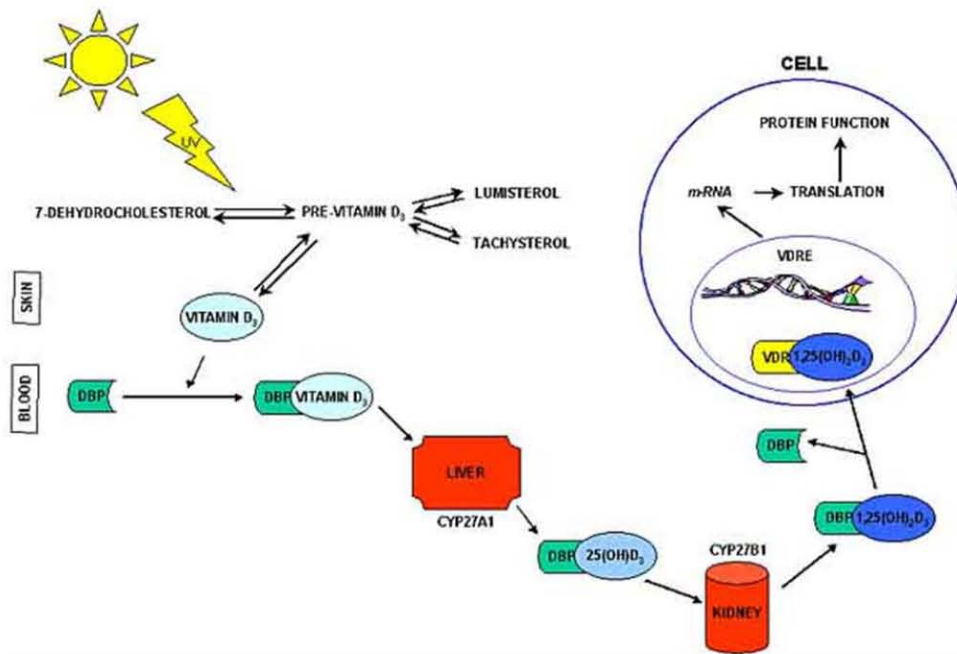 CELL
PROTEIN FUNCTION
m-RNA
TRANSLATION
VDRE
VDR 1,25(OH)₂D₃
UV
7-DEHYDROCHOLESTEROL
PRE-VITAMIN D₃
LUMISTEROL
TACHYSTEROL
SKIN
VITAMIN D₃
BLOOD
DBP
DBP VITAMIN D₃
LIVER
CYP27A1
DBP 25(OH)D₃
CYP27B1
KIDNEY
DBP 1,25(OH)₂D₃
DBP